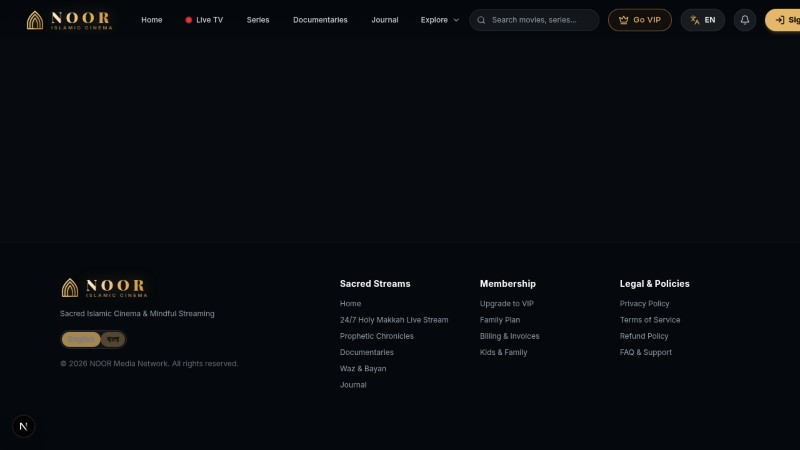 NOOR
ISLAMIC CINEMA
Home
Live TV
Series
Documentaries
Journal
Explore
Search movies, series...
Go VIP
EN
NOOR
ISLAMIC CINEMA
Sacred Islamic Cinema & Mindful Streaming
English
বাংলা
© 2026 NOOR Media Network. All rights reserved.
Sacred Streams
Home
24/7 Holy Makkah Live Stream
Prophetic Chronicles
Documentaries
Waz & Bayan
Journal
Membership
Upgrade to VIP
Family Plan
Billing & Invoices
Kids & Family
Legal & Policies
Privacy Policy
Terms of Service
Refund Policy
FAQ & Support
N